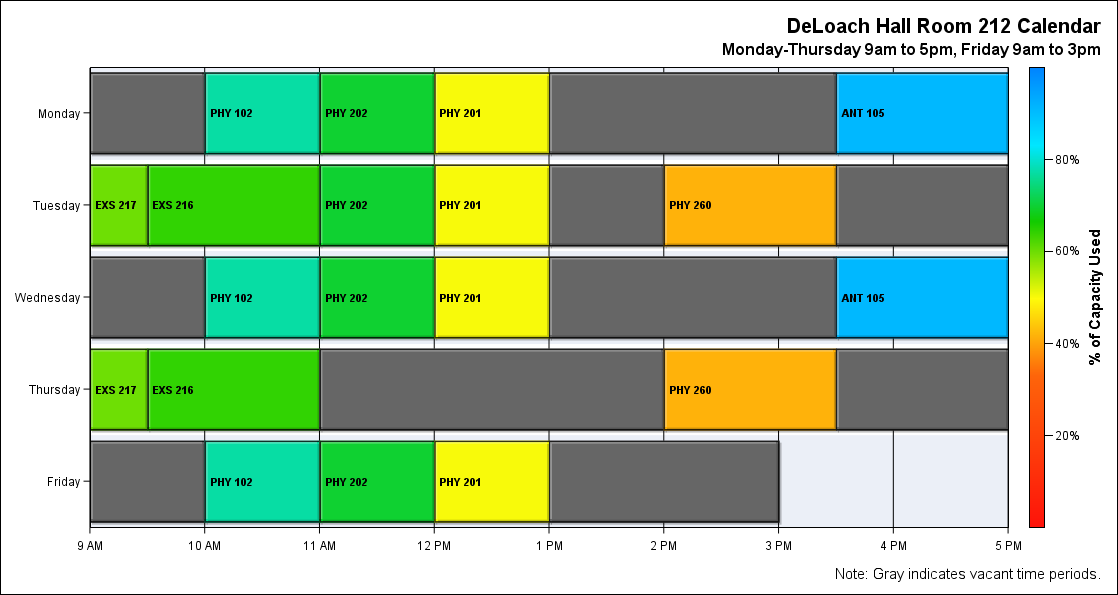 DeLoach Hall Room 212 Calendar
Monday-Thursday 9am to 5pm, Friday 9am to 3pm
Monday
PHY 102
PHY 202
PHY 201
ANT 105
Tuesday
EXS 217
EXS 216
PHY 202
PHY 201
PHY 260
Wednesday
PHY 102
PHY 202
PHY 201
ANT 105
Thursday
EXS 217
EXS 216
PHY 260
Friday
PHY 102
PHY 202
PHY 201
9 AM
10 AM
11 AM
12 PM
1 PM
2 PM
3 PM
4 PM
5 PM
80%
60%
40%
20%
% of Capacity Used
Note: Gray indicates vacant time periods.